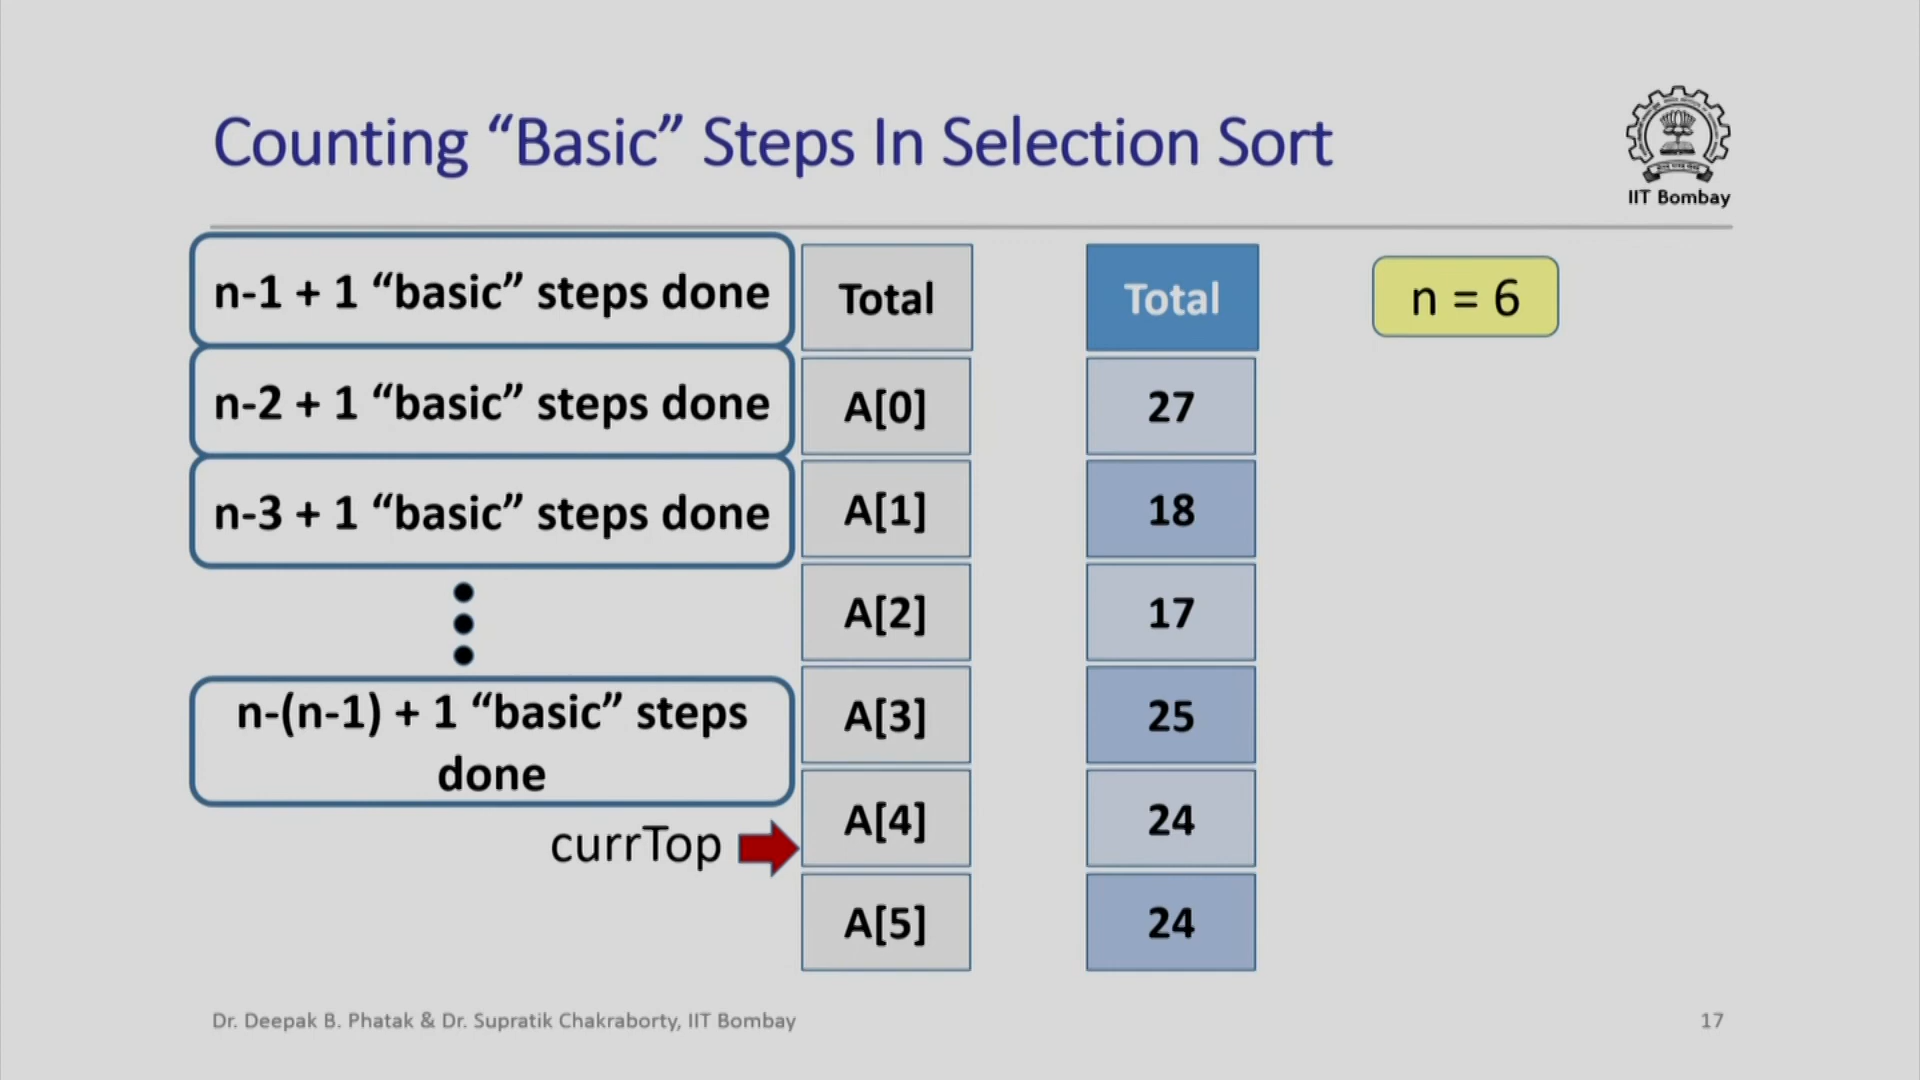 Counting “Basic” Steps In Selection Sort
IIT Bombay
n-1 + 1 “basic” steps done
n-2 + 1 “basic” steps done
n-3 + 1 “basic” steps done
n-(n-1) + 1 “basic” steps
done
currTop
Total
A[0]
A[1]
A[2]
A[3]
A[4]
A[5]
Total
27
18
17
25
24
24
n = 6
Dr. Deepak B. Phatak & Dr. Supratik Chakraborty, IIT Bombay
17